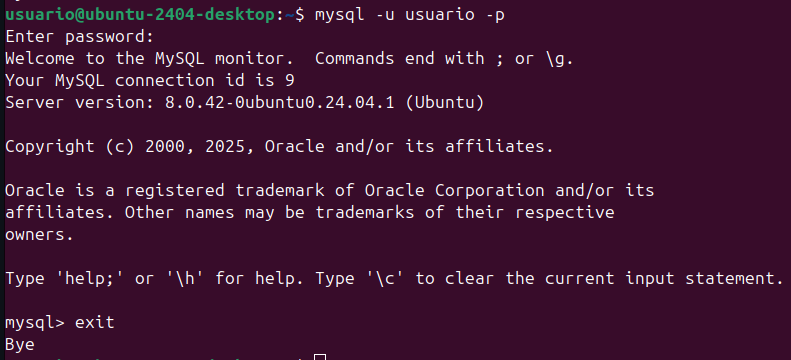 usuario@ubuntu-2404-desktop:~$ mysql -u usuario -p
Enter password:
Welcome to the MySQL monitor.  Commands end with ; or \g.
Your MySQL connection id is 9
Server version: 8.0.42-0ubuntu0.24.04.1 (Ubuntu)

Copyright (c) 2000, 2025, Oracle and/or its affiliates.

Oracle is a registered trademark of Oracle Corporation and/or its
affiliates. Other names may be trademarks of their respective
owners.

Type 'help;' or '\h' for help. Type '\c' to clear the current input statement.

mysql> exit
Bye